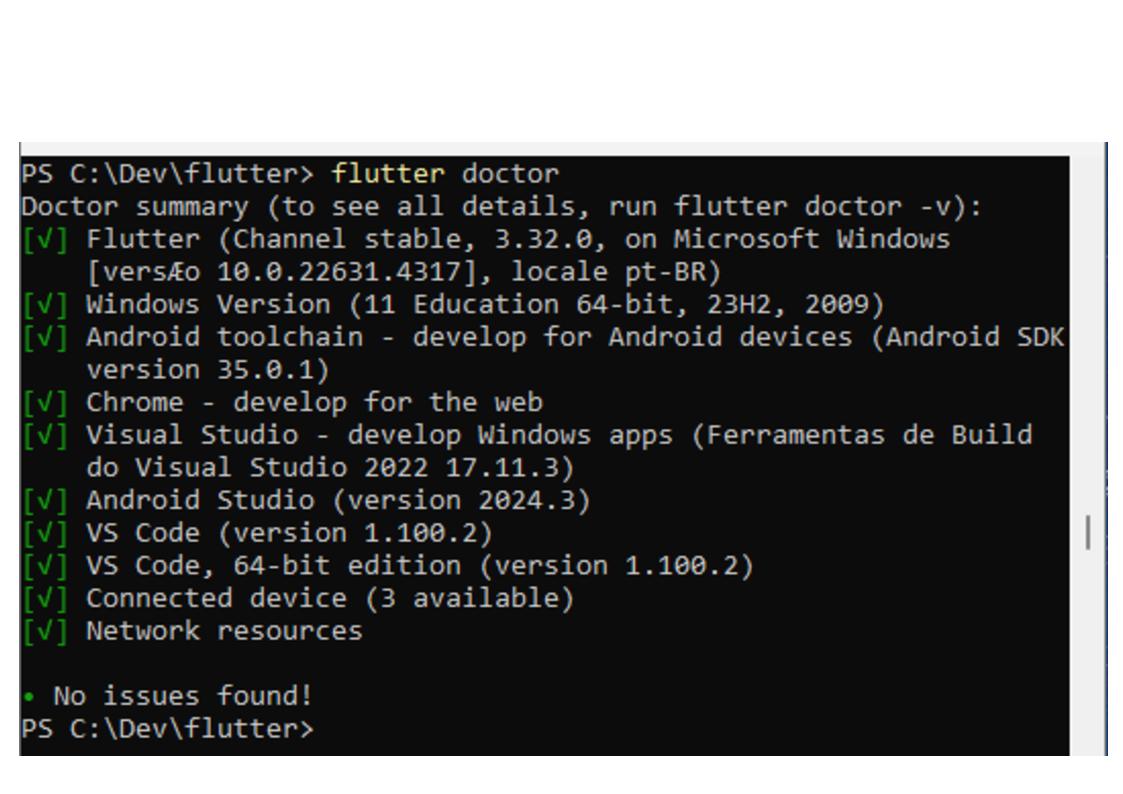 PS C:\Dev\flutter> flutter doctor
Doctor summary (to see all details, run flutter doctor -v):
[√] Flutter (Channel stable, 3.32.0, on Microsoft Windows
[versÆo 10.0.22631.4317], locale pt-BR)
[√] Windows Version (11 Education 64-bit, 23H2, 2009)
[√] Android toolchain - develop for Android devices (Android SDK
version 35.0.1)
[√] Chrome - develop for the web
[√] Visual Studio - develop Windows apps (Ferramentas de Build
do Visual Studio 2022 17.11.3)
[√] Android Studio (version 2024.3)
[√] VS Code (version 1.100.2)
[√] VS Code, 64-bit edition (version 1.100.2)
[√] Connected device (3 available)
[√] Network resources
• No issues found!
PS C:\Dev\flutter>